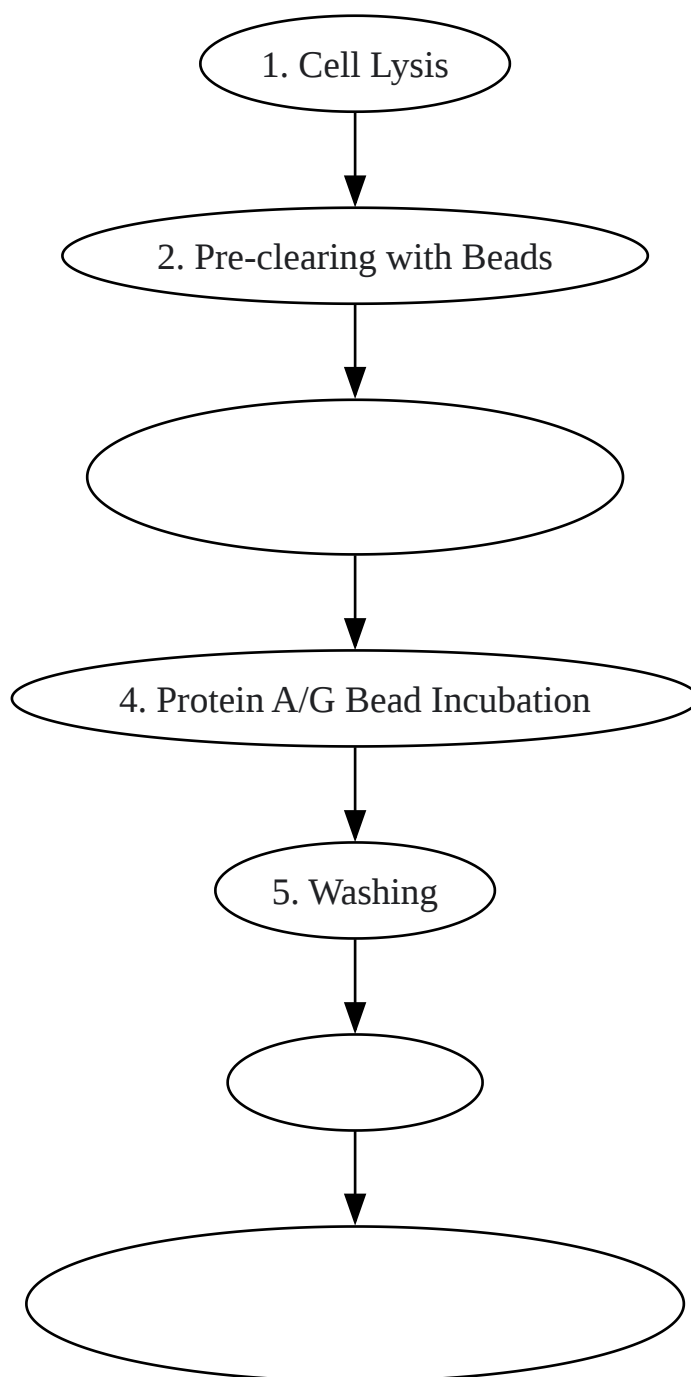 1. Cell Lysis
2. Pre-clearing with Beads
4. Protein A/G Bead Incubation
5. Washing